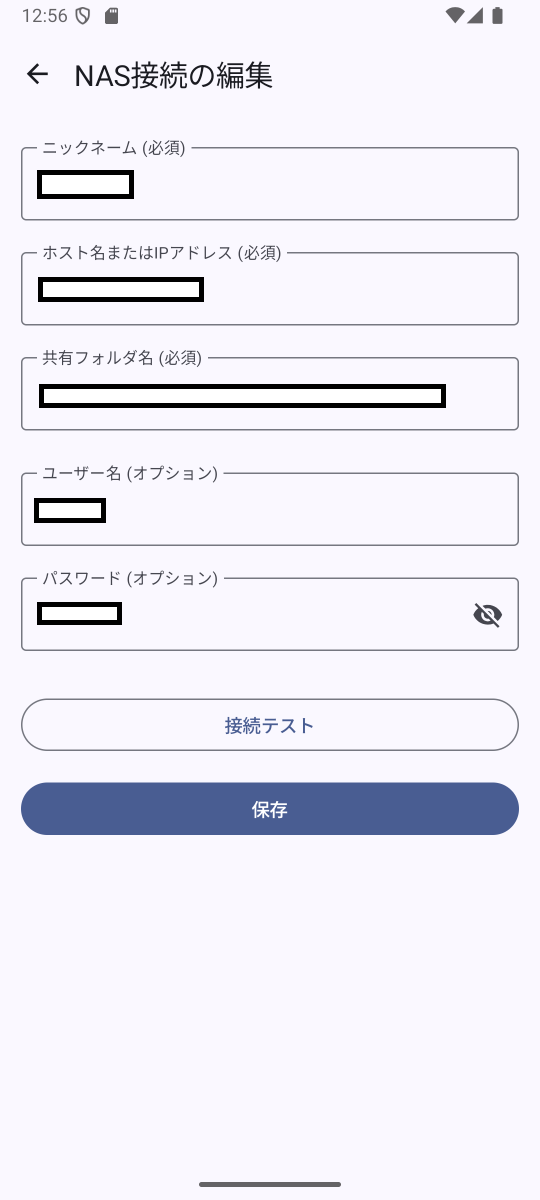 12:56
NAS接続の編集
ニックネーム (必須)
ホスト名またはIPアドレス (必須)
共有フォルダ名 (必須)
ユーザー名 (オプション)
パスワード (オプション)
接続テスト
保存